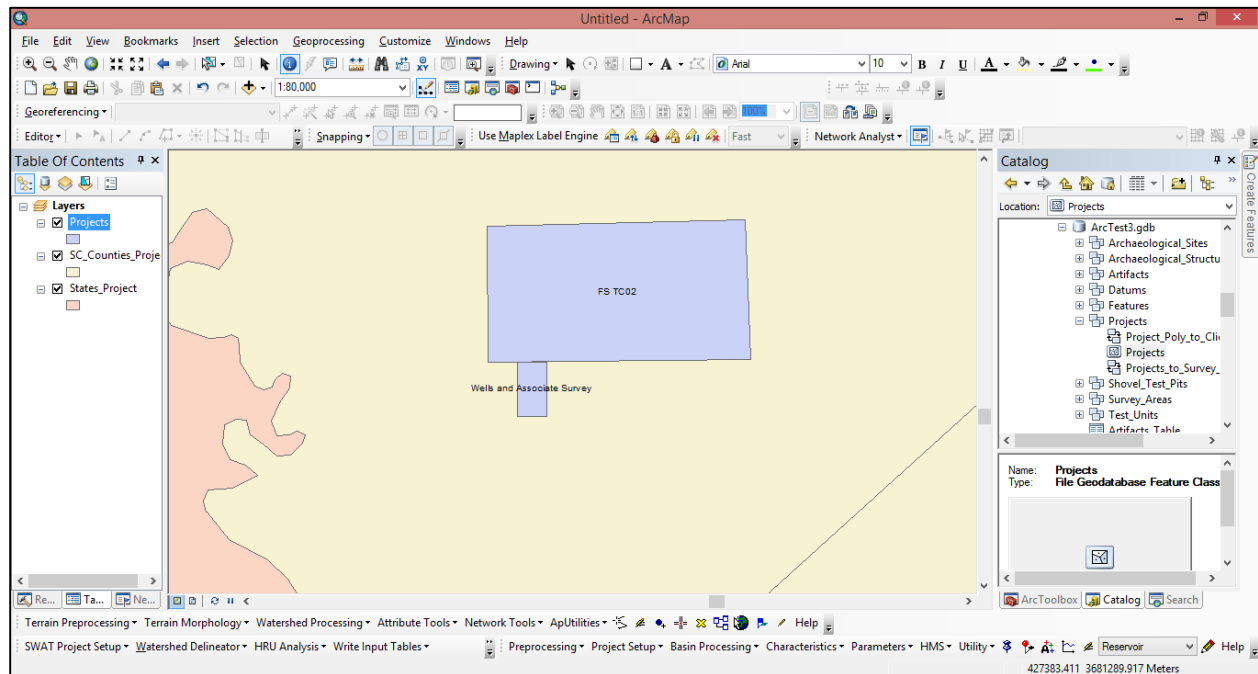 Untitled - ArcMap
File Edit View Bookmarks Insert Selection Geoprocessing Customize Windows Help
Drawing A Arial 10 B I U A
1:80,000
Georeferencing 100%
Editor Snapping Use Maplex Label Engine Fast Network Analyst
Table Of Contents
Layers
Projects
SC_Counties_Proje
States_Project
Re... Ta... Ne...
FS TC02
Wells and Associate Survey
Catalog
Location: Projects
ArcTest3.gdb
Archaeological_Sites
Archaeological_Structu
Artifacts
Datums
Features
Projects
Project_Poly_to_Cli
Projects
Projects_to_Survey_
Shovel_Test_Pits
Survey_Areas
Test_Units
Artifacts_Table
Name: Projects
Type: File Geodatabase Feature Class
ArcToolbox Catalog Search
Create Features
Terrain Preprocessing Terrain Morphology Watershed Processing Attribute Tools Network Tools ApUtilities Help
SWAT Project Setup Watershed Delineator HRU Analysis Write Input Tables Preprocessing Project Setup Basin Processing Characteristics Parameters HMS Utility Reservoir Help
427383.411 3681289.917 Meters